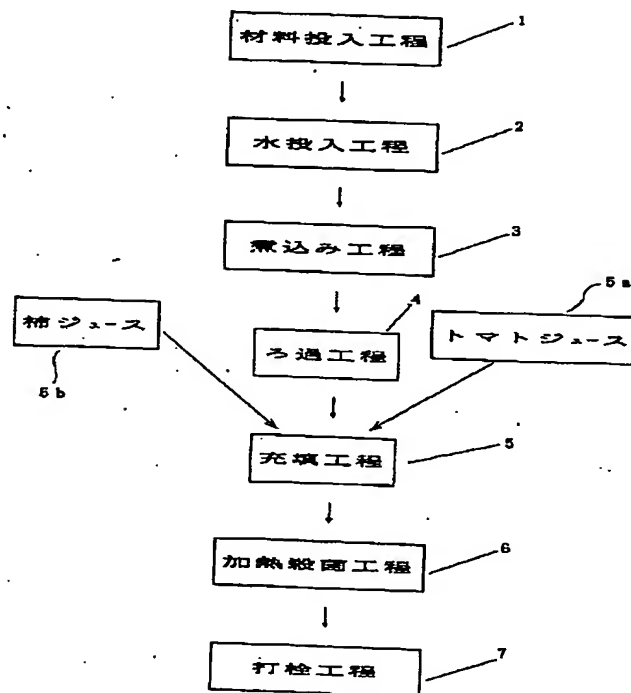 材料投入工程
1
水投入工程
2
煮込み工程
3
5a
柿ジュース
4
トマトジュース
ろ過工程
5b
充填工程
5
加熱殺菌工程
6
打栓工程
7